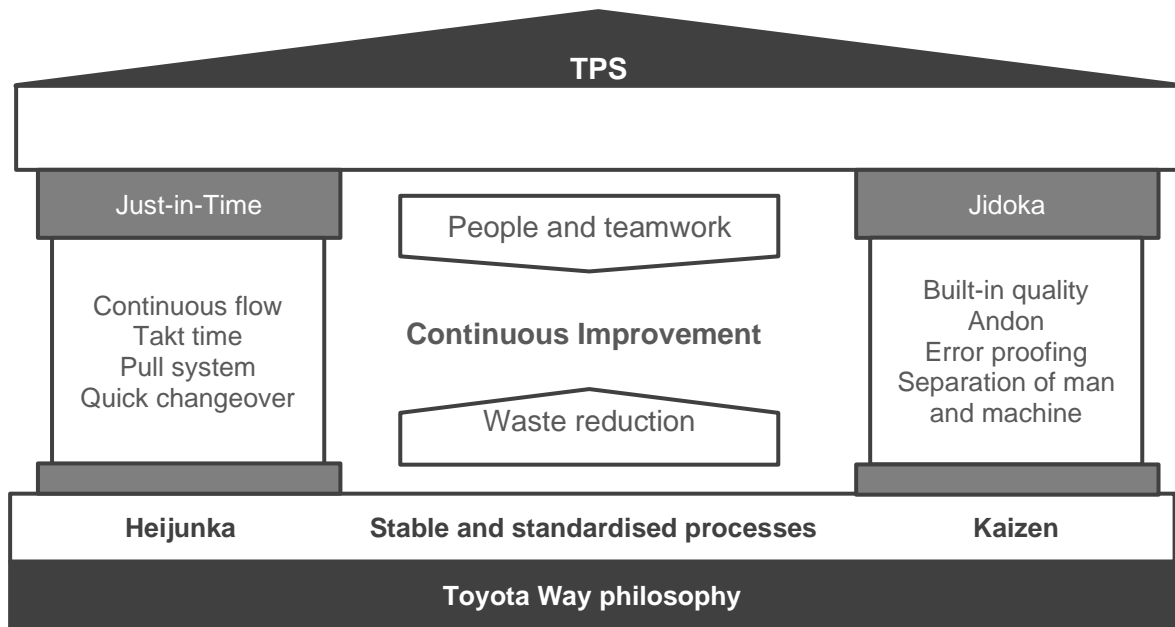 TPS
Just-in-Time
Continuous flow
Takt time
Pull system
Quick changeover
People and teamwork
Continuous Improvement
Waste reduction
Jidoka
Built-in quality
Andon
Error proofing
Separation of man
and machine
Heijunka
Stable and standardised processes
Kaizen
Toyota Way philosophy